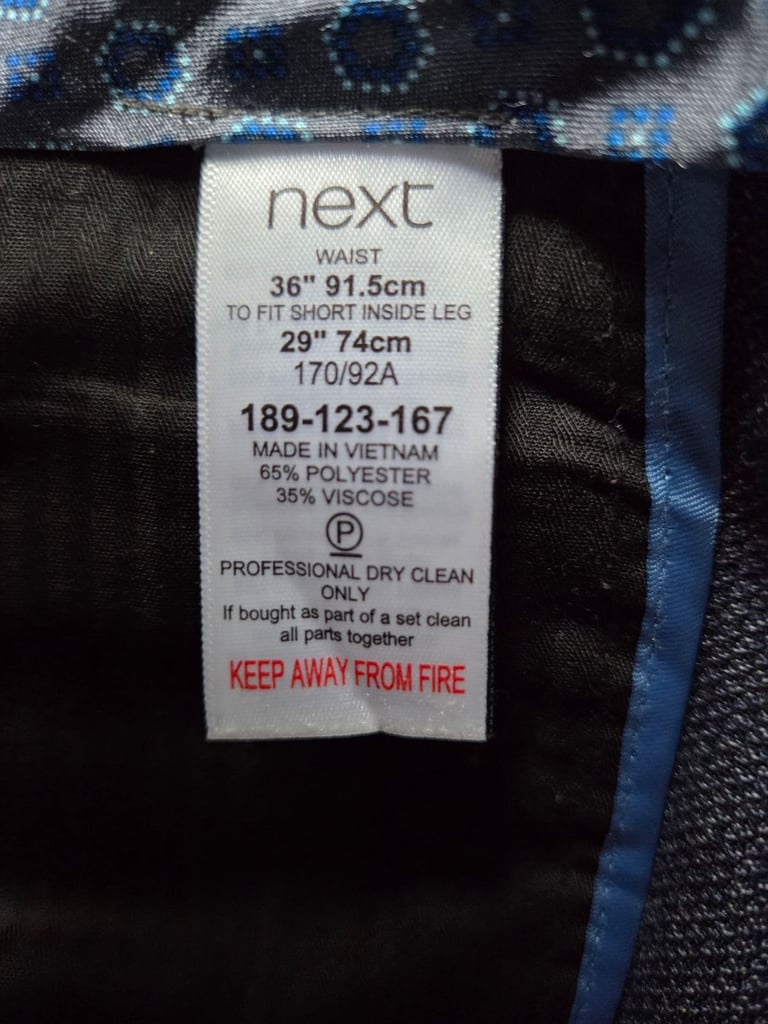 next
WAIST
36" 91.5cm
TO FIT SHORT INSIDE LEG
29" 74cm
170/92A
189-123-167
MADE IN VIETNAM
65% POLYESTER
35% VISCOSE
P
PROFESSIONAL DRY CLEAN
ONLY
If bought as part of a set clean
all parts together
KEEP AWAY FROM FIRE